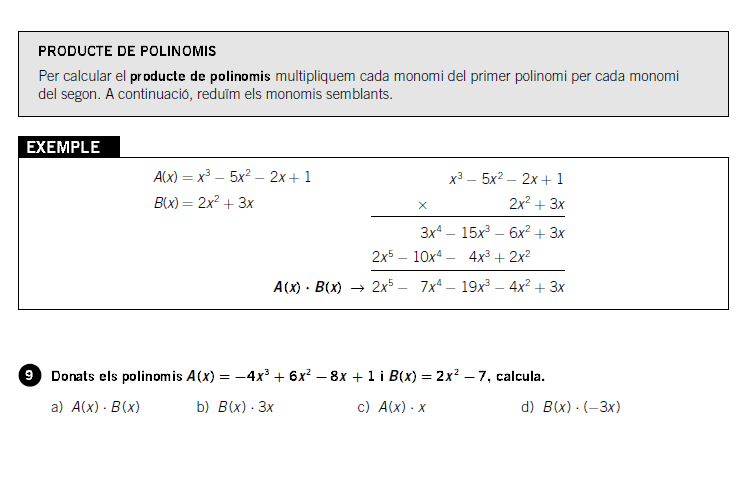 PRODUCTE DE POLINOMIS
Per calcular el producte de polinomis multipliquem cada monomi del primer polinomi per cada monomi
del segon. A continuació, reduïm els monomis semblants.
EXEMPLE
A(x) = x³ – 5x² – 2x + 1
B(x) = 2x² + 3x
x³ – 5x² – 2x + 1
× 2x² + 3x
3x⁴ – 15x³ – 6x² + 3x
2x⁵ – 10x⁴ – 4x³ + 2x²
A(x) · B(x) → 2x⁵ – 7x⁴ – 19x³ – 4x² + 3x
9 Donats els polinomis A(x) = –4x³ + 6x² – 8x + 1 i B(x) = 2x² – 7, calcula.
a) A(x) · B(x) b) B(x) · 3x c) A(x) · x d) B(x) · (–3x)